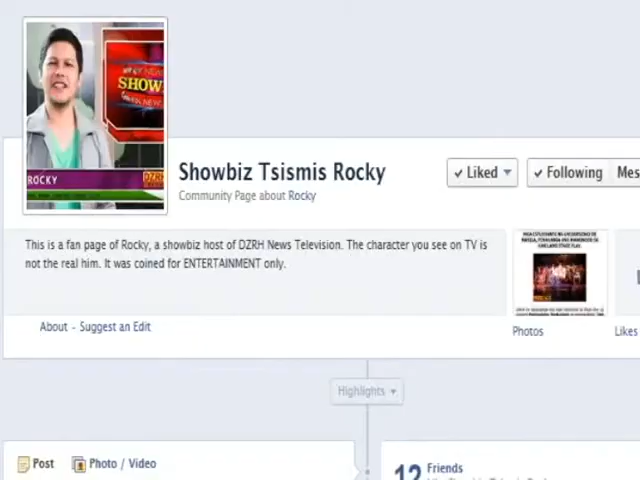 SHOW
ROCKY
DZRH
Showbiz Tsismis Rocky
Community Page about Rocky
Liked
Following
Mes
This is a fan page of Rocky, a showbiz host of DZRH News Television. The character you see on TV is
not the real him. It was coined for ENTERTAINMENT only.
About - Suggest an Edit
Photos
Likes
Highlights
Post
Photo / Video
12 Friends